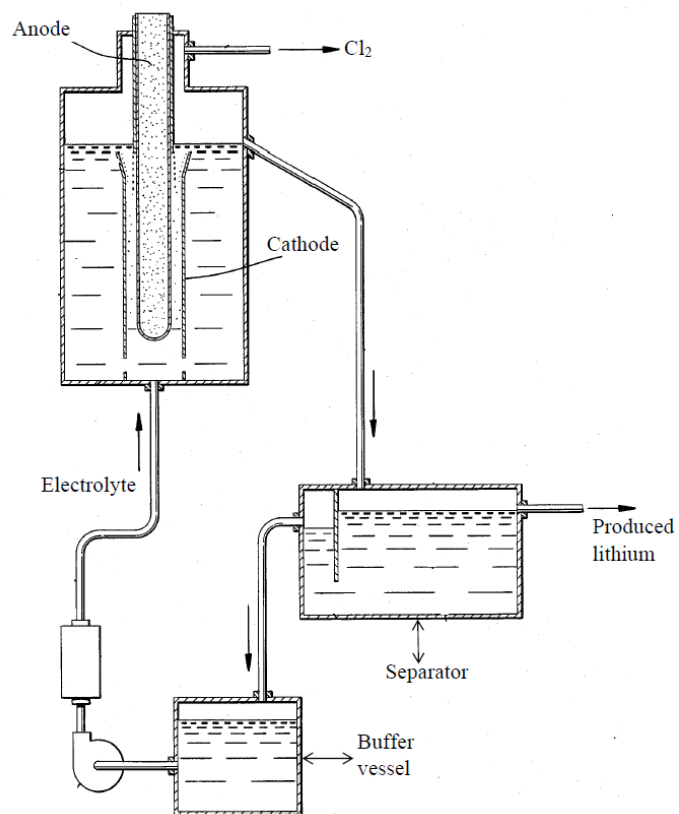 Anode
Cl₂
Cathode
Electrolyte
Produced
lithium
Separator
Buffer
vessel